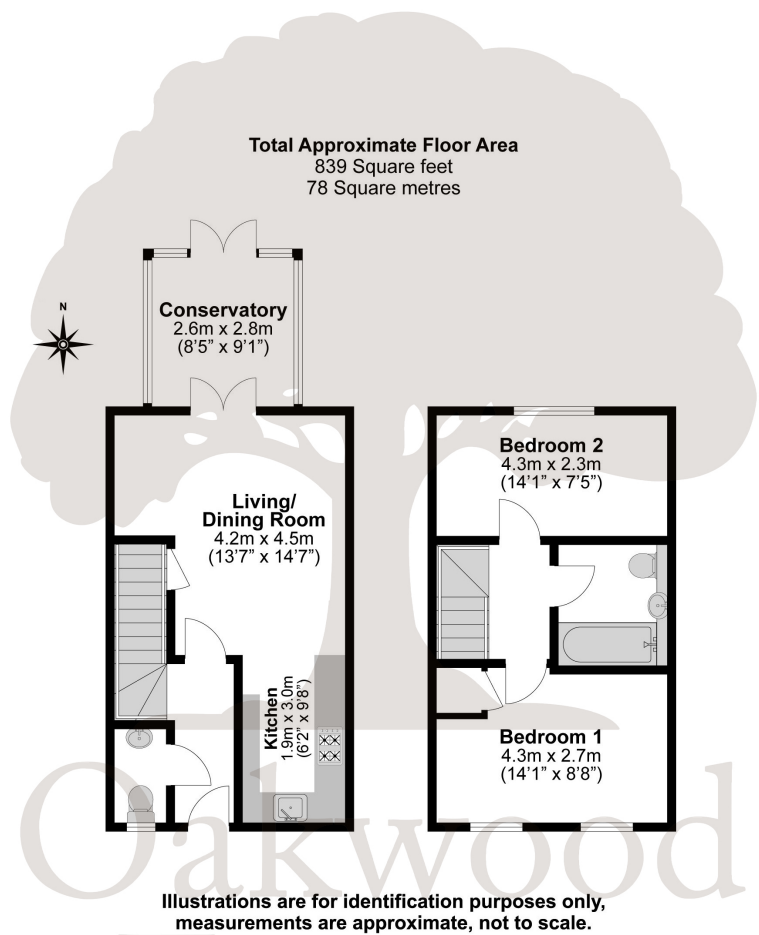 Total Approximate Floor Area
839 Square feet
78 Square metres
N
Conservatory
2.6m x 2.8m
(8'5" x 9'1")
Living/
Dining Room
4.2m x 4.5m
(13'7" x 14'7")
Kitchen
1.9m x 3.0m
(6'2" x 9'8")
Bedroom 2
4.3m x 2.3m
(14'1" x 7'5")
Bedroom 1
4.3m x 2.7m
(14'1" x 8'8")
Oakwood
Illustrations are for identification purposes only,
measurements are approximate, not to scale.